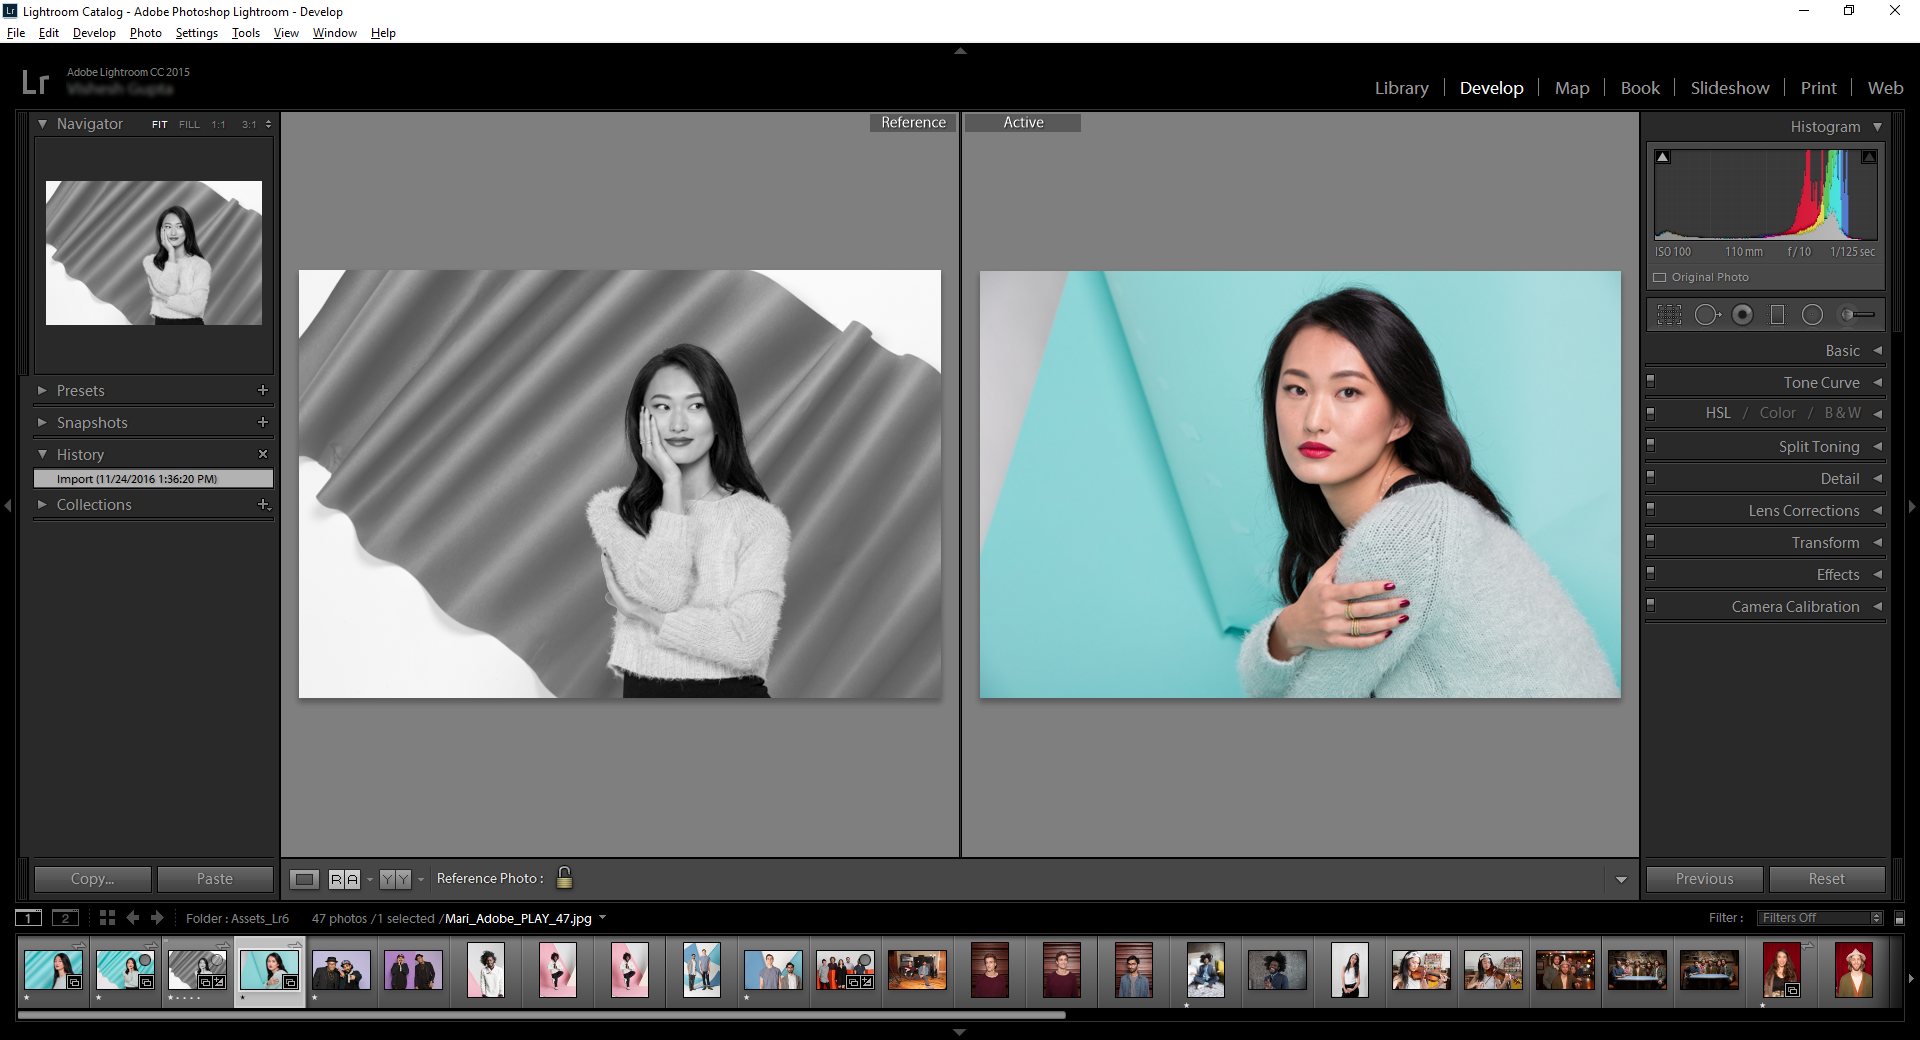 Lr Lightroom Catalog - Adobe Photoshop Lightroom - Develop
File Edit Develop Photo Settings Tools View Window Help
Lr Adobe Lightroom CC 2015
Library Develop Map Book Slideshow Print Web
Navigator FIT FILL 1:1 3:1
Reference
Active
Histogram
ISO 100 110 mm f / 10 1/125 sec
Original Photo
Basic
Tone Curve
HSL / Color / B & W
Split Toning
Detail
Lens Corrections
Transform
Effects
Camera Calibration
Presets
Snapshots
History
Import (11/24/2016 1:36:20 PM)
Collections
Copy... Paste
R A Y Y Reference Photo :
Previous Reset
1 2 Folder : Assets_Lr6 47 photos / 1 selected / Mari_Adobe_PLAY_47.jpg
Filter : Filters Off